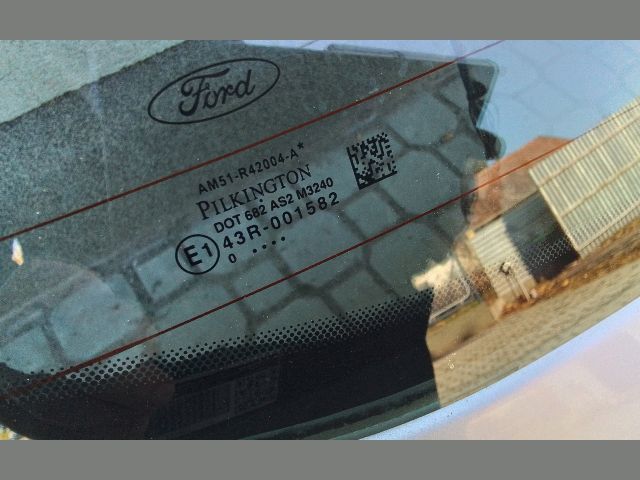 Ford
AM51-R42004-A*
PILKINGTON
DOT 682 AS2 M3240
E1 43R-001582
0 ....